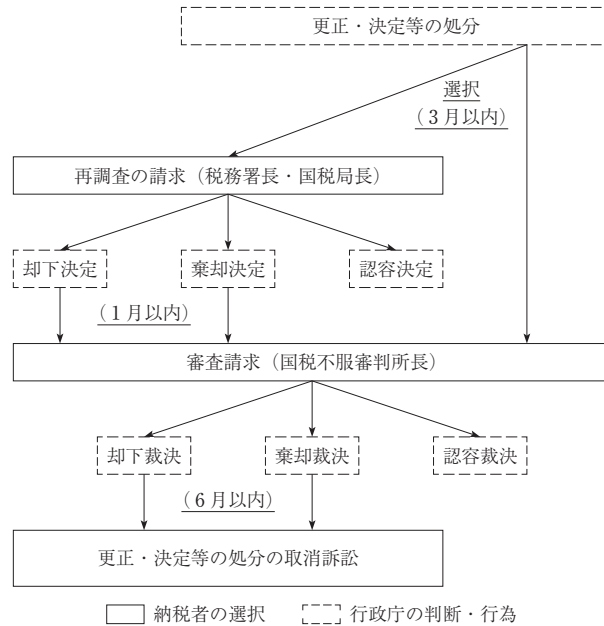 更正・決定等の処分
選択
(3月以内)
再調査の請求(税務署長・国税局長)
却下決定 棄却決定 認容決定
(1月以内)
審査請求(国税不服審判所長)
却下裁決 棄却裁決 認容裁決
(6月以内)
更正・決定等の処分の取消訴訟
納税者の選択 行政庁の判断・行為